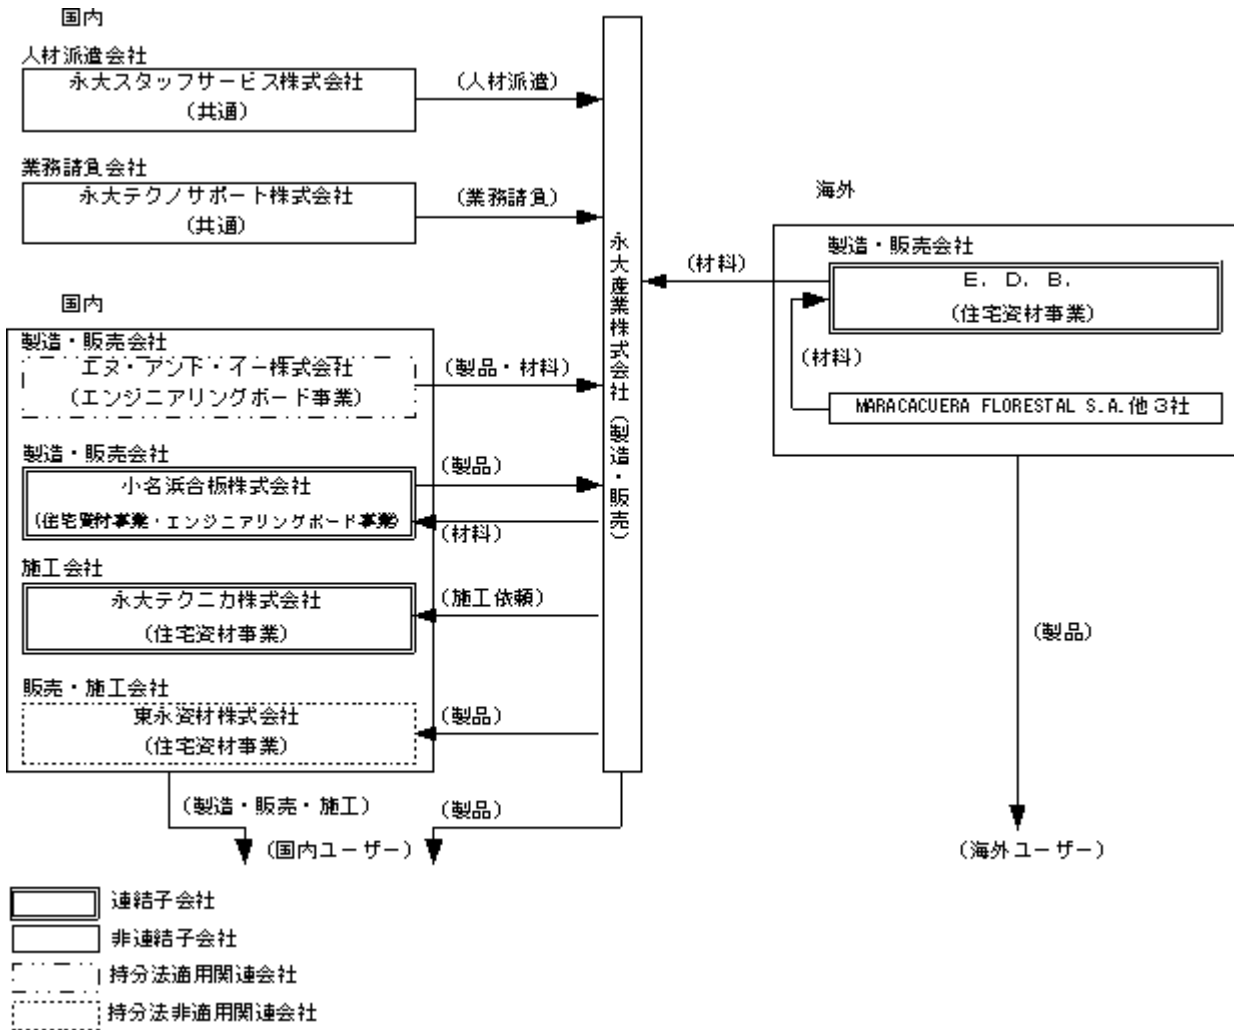 国内
人材派遣会社
永大スタッフサービス株式会社
（共通）
（人材派遣）
業務請負会社
永大テクノサポート株式会社
（共通）
（業務請負）
永大産業株式会社（製造・販売）
海外
製造・販売会社
Ｅ．Ｄ．Ｂ．
（住宅資材事業）
（材料）
（材料）
MARACACUERA FLORESTAL S.A.他３社
国内
製造・販売会社
エヌ・アンド・イー株式会社
（エンジニアリングボード事業）
（製品・材料）
製造・販売会社
小名浜合板株式会社
（住宅資材事業・エンジニアリングボード事業）
（製品）
（材料）
施工会社
永大テクニカ株式会社
（住宅資材事業）
（施工依頼）
販売・施工会社
東永資材株式会社
（住宅資材事業）
（製品）
（製品）
（製造・販売・施工）
（製品）
（国内ユーザー）
（海外ユーザー）
連結子会社
非連結子会社
持分法適用関連会社
持分法非適用関連会社